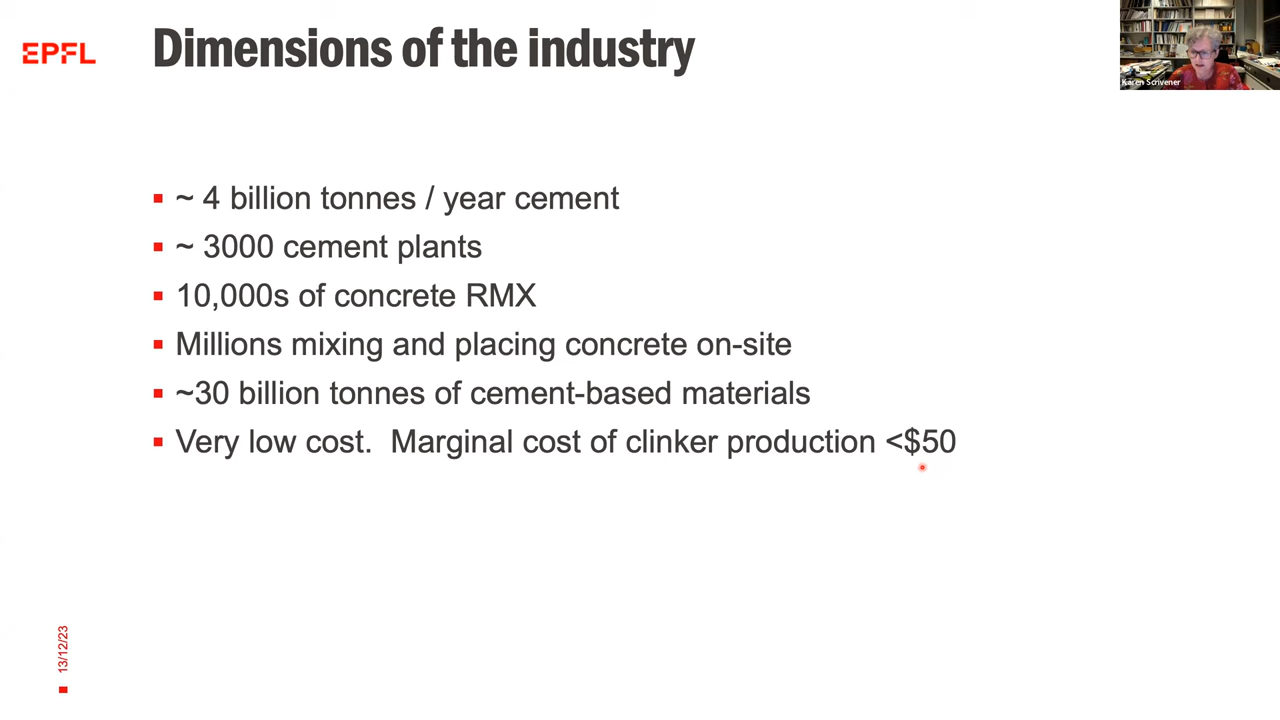 EPFL
Dimensions of the industry
Karen Scrivener
~ 4 billion tonnes / year cement
~ 3000 cement plants
10,000s of concrete RMX
Millions mixing and placing concrete on-site
~30 billion tonnes of cement-based materials
Very low cost.  Marginal cost of clinker production <$50
13/12/23